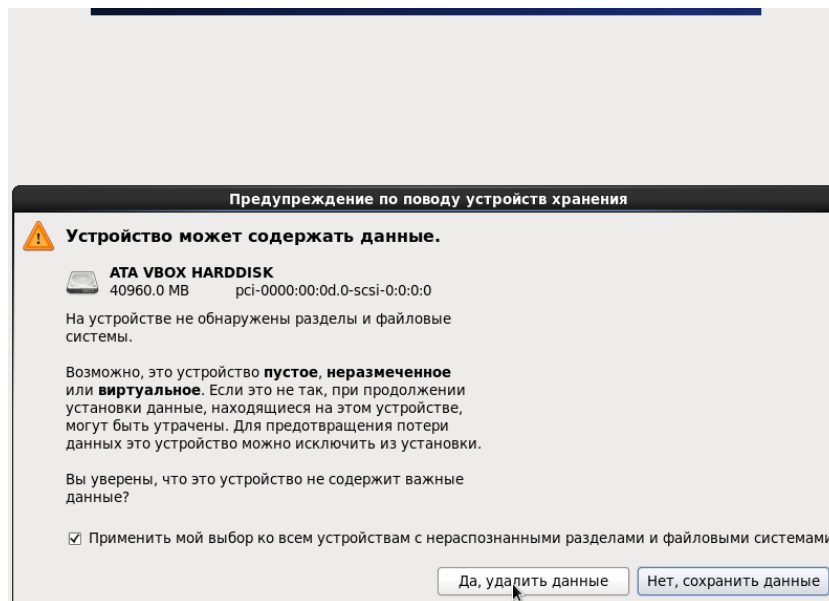 Предупреждение по поводу устройств хранения
Устройство может содержать данные.
ATA VBOX HARDDISK
40960.0 MB pci-0000:00:0d.0-scsi-0:0:0:0
На устройстве не обнаружены разделы и файловые
системы.
Возможно, это устройство пустое, неразмеченное
или виртуальное. Если это не так, при продолжении
установки данные, находящиеся на этом устройстве,
могут быть утрачены. Для предотвращения потери
данных это устройство можно исключить из установки.
Вы уверены, что это устройство не содержит важные
данные?
Применить мой выбор ко всем устройствам с нераспознанными разделами и файловыми системами
Да, удалить данные
Нет, сохранить данные